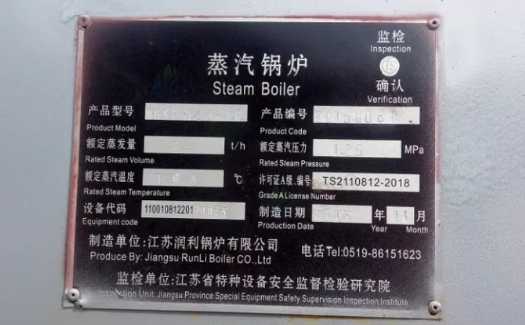 监检
Inspection
蒸汽锅炉
Steam Boiler
确认
Verification
产品型号 产品编号
Product Model Product Code
额定蒸发量 t/h 额定蒸汽压力 MPa
Rated Steam Volume Rated Steam Pressure
额定蒸汽温度 ℃ 许可证A级.编号 TS2110812-2018
Rated Steam Temperature Grade A License Number
设备代码 110010812201 制造日期 年 11 月
Equipment code Production Date Year Month
制造单位:江苏润利锅炉有限公司 电话Tel:0519-86151623
Produce By: Jiangsu RunLi Boiler CO.,Ltd
监检单位:江苏省特种设备安全监督检验研究院
Inspection Unit: Jiangsu Province Special Equipment Safety Supervision Inspection Institute